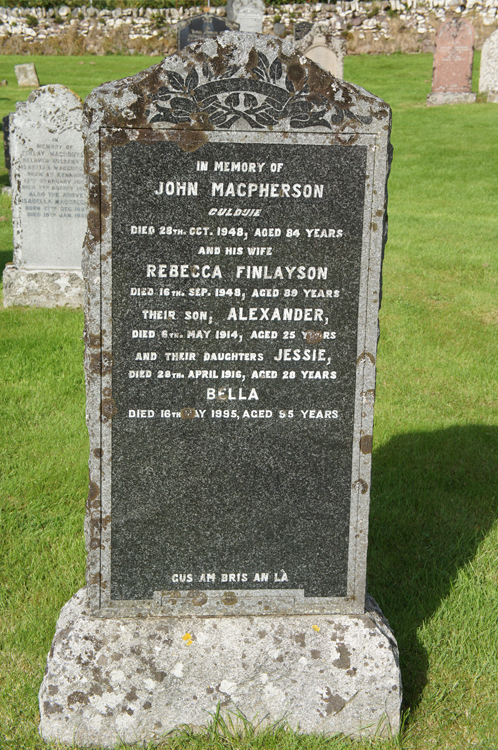 IN MEMORY OF
JOHN MACPHERSON
CULDUIE
DIED 28TH. OCT. 1948, AGED 84 YEARS
AND HIS WIFE
REBECCA FINLAYSON
DIED 16TH. SEP. 1948, AGED 89 YEARS
THEIR SON, ALEXANDER,
DIED 6TH. MAY 1914, AGED 25 YEARS
AND THEIR DAUGHTERS JESSIE,
DIED 28TH. APRIL 1916, AGED 28 YEARS
BELLA
DIED 16TH MAY 1995, AGED 95 YEARS
GUS AM BRIS AN LÀ